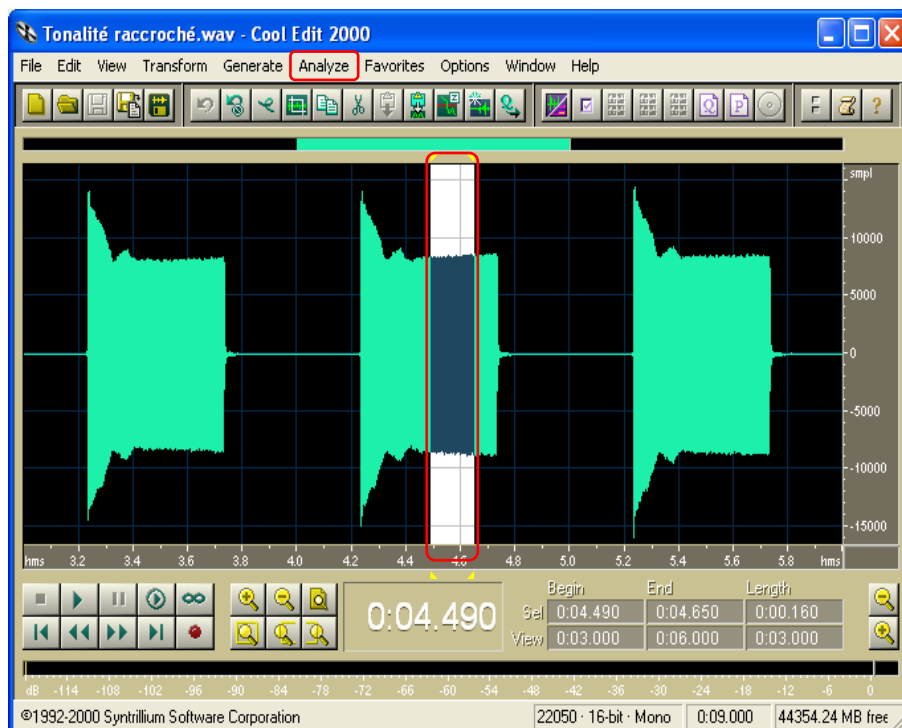 Tonalité raccroché.wav - Cool Edit 2000
File Edit View Transform Generate Analyze Favorites Options Window Help
Z Q P F ?
smpl
10000
5000
0
-5000
-10000
-15000
hms 3.2 3.4 3.6 3.8 4.0 4.2 4.4 4.6 4.8 5.0 5.2 5.4 5.6 5.8 hms
Begin End Length
0:04.490
Sel 0:04.490 0:04.650 0:00.160
View 0:03.000 0:06.000 0:03.000
dB -114 -108 -102 -96 -90 -84 -78 -72 -66 -60 -54 -48 -42 -36 -30 -24 -18 -12 -6 0
©1992-2000 Syntrillium Software Corporation 22050 · 16-bit · Mono 0:09.000 44354.24 MB free